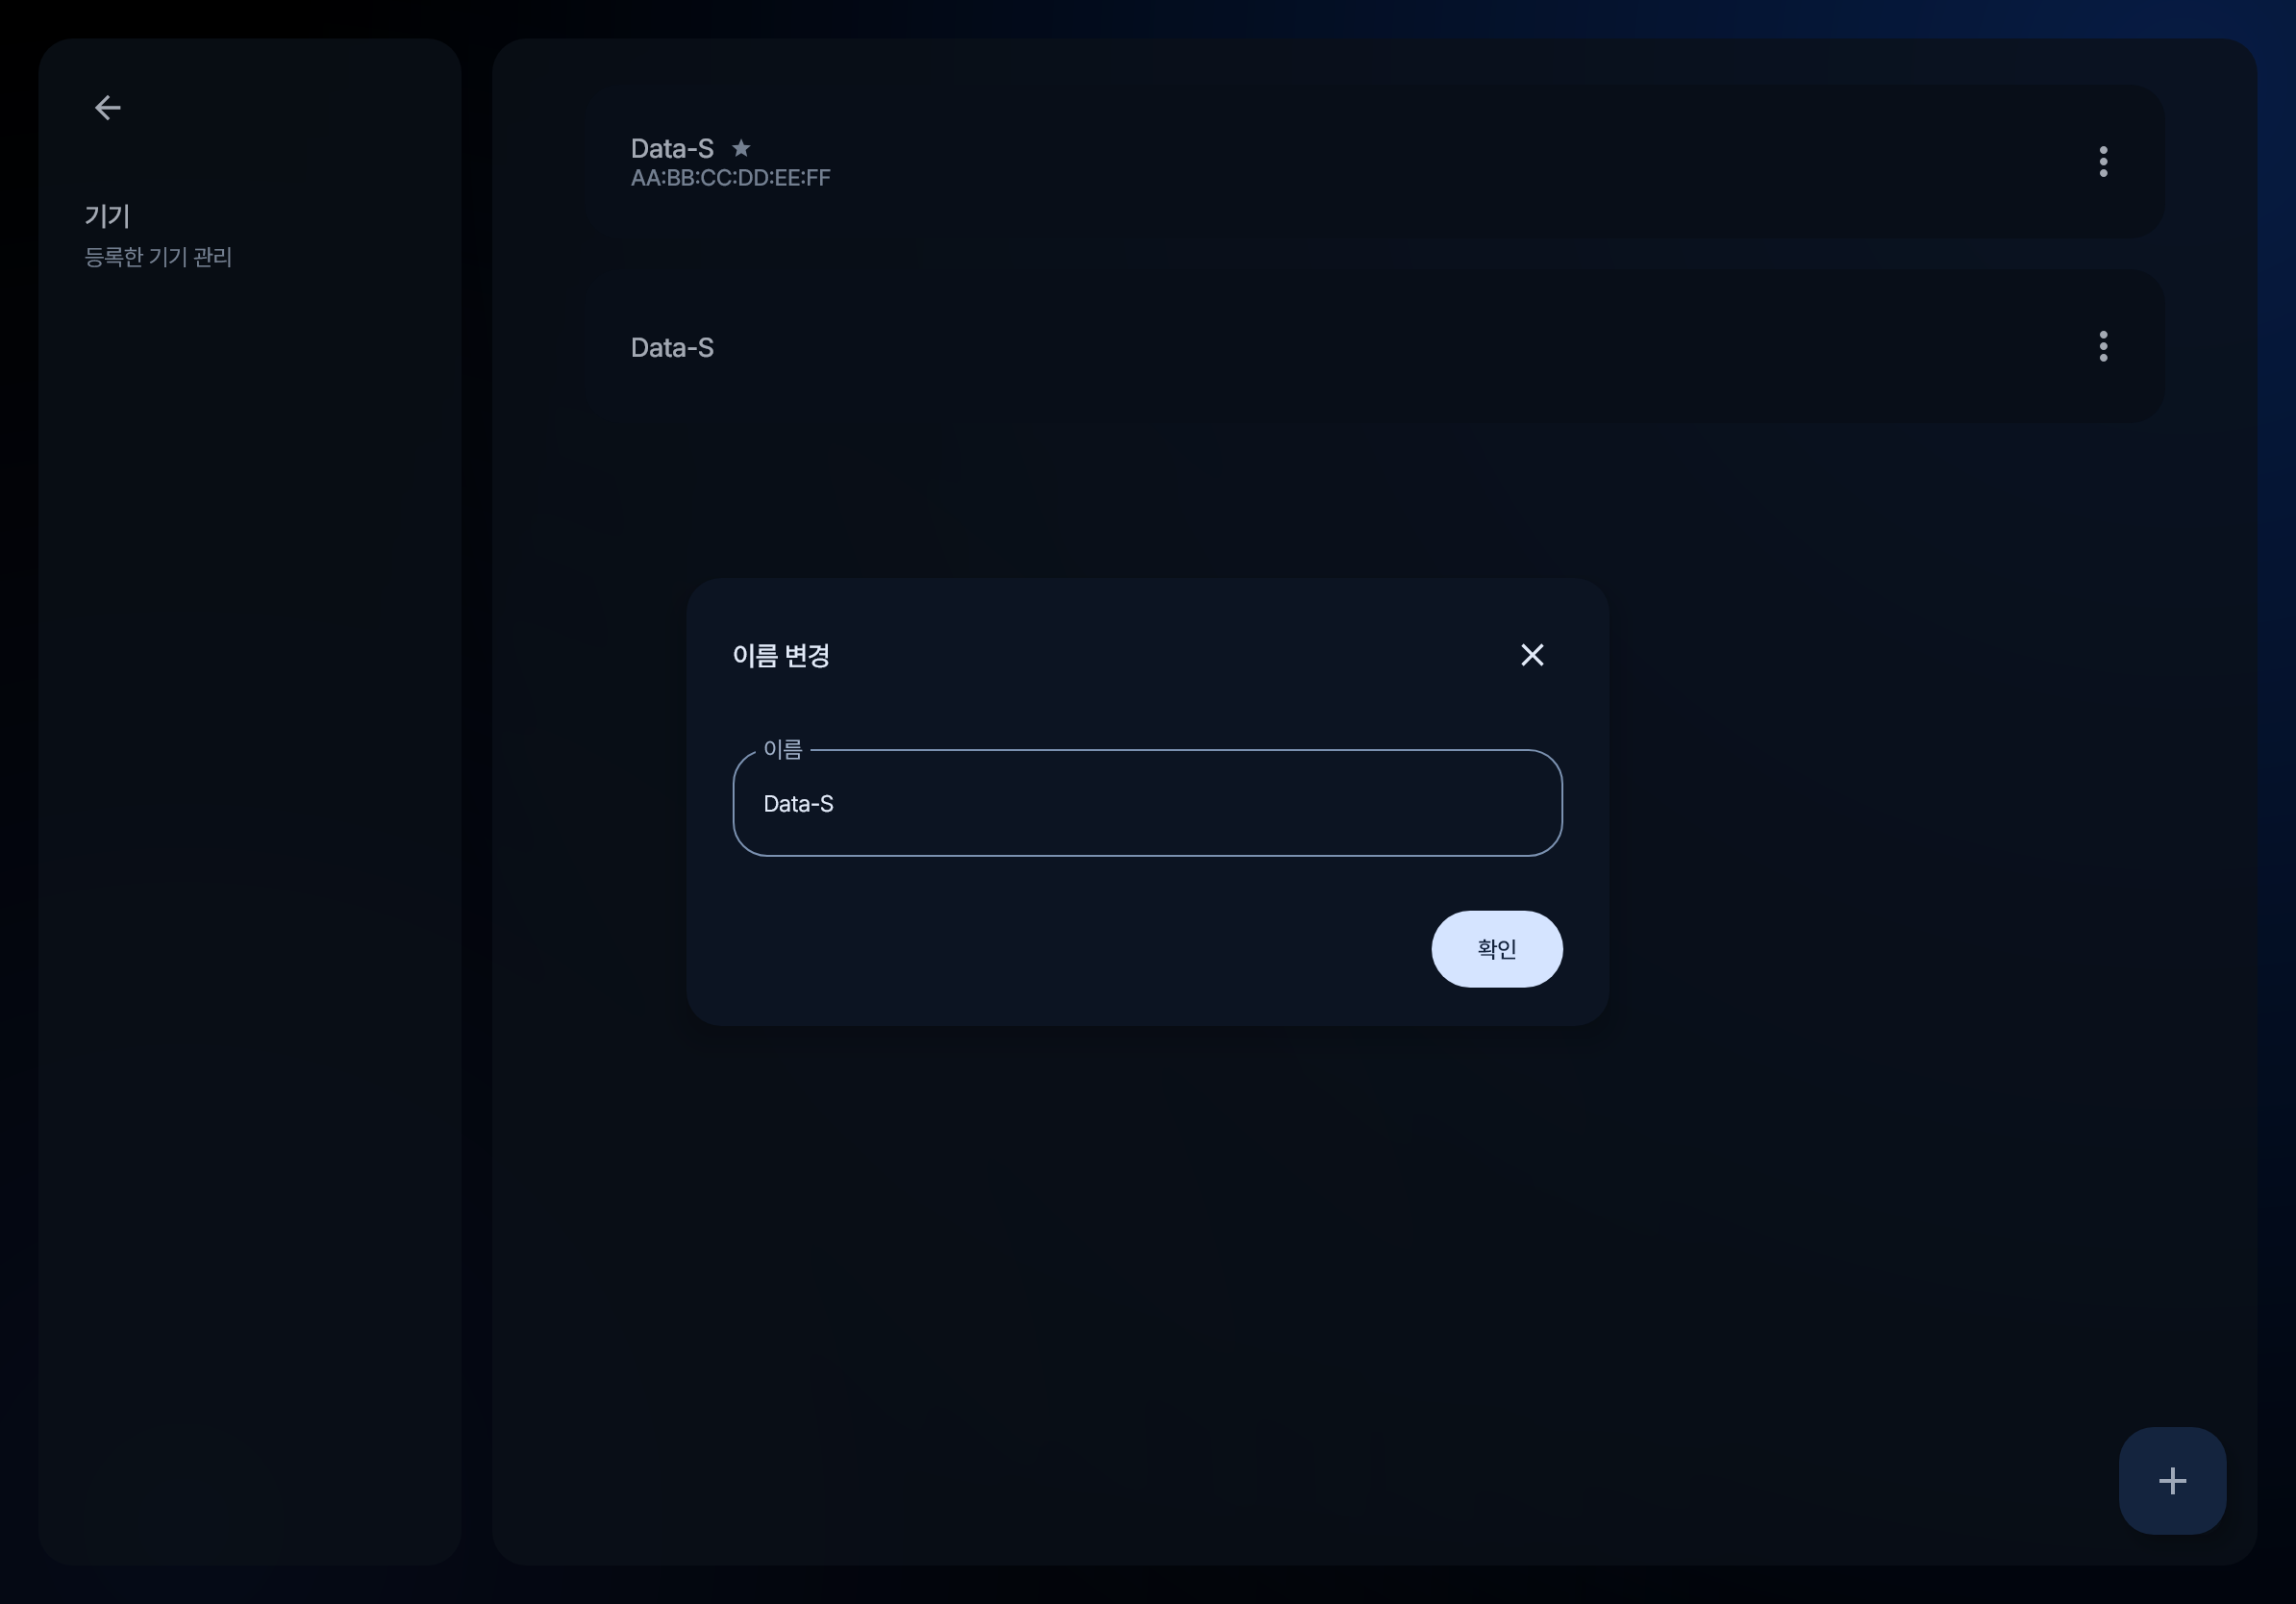 기기
등록한 기기 관리
Data-S
AA:BB:CC:DD:EE:FF
Data-S
이름 변경
이름
Data-S
확인